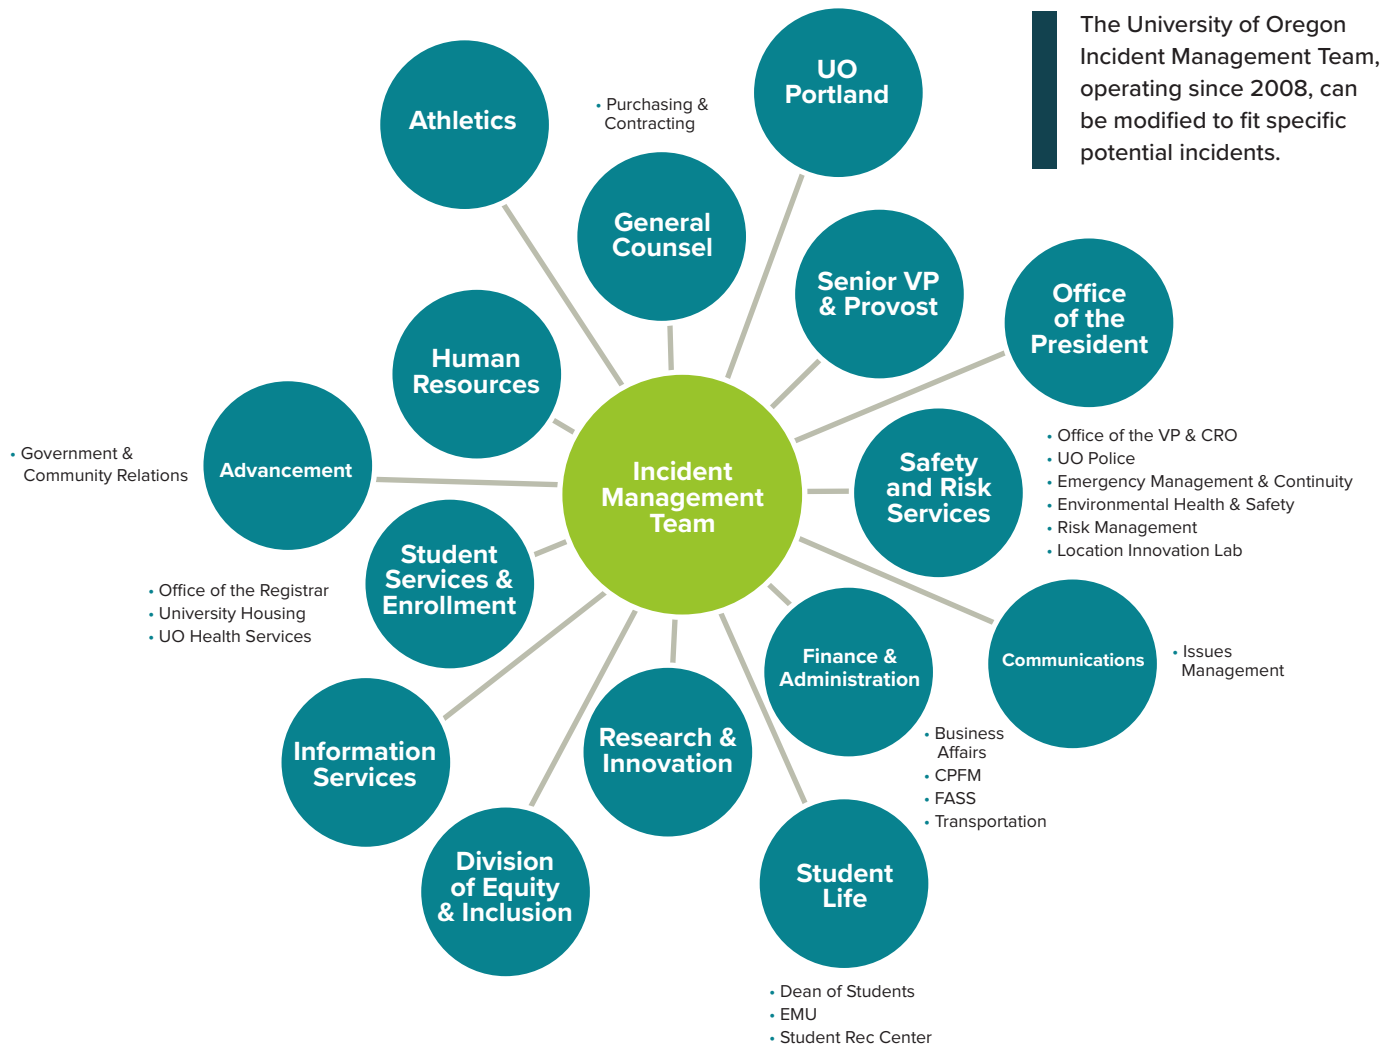 The University of Oregon
Incident Management Team,
operating since 2008, can
be modified to fit specific
potential incidents.
UO
Portland
Athletics
• Purchasing &
Contracting
General
Counsel
Senior VP
& Provost
Office
of the
President
Human
Resources
• Government &
Community Relations
Advancement
Incident
Management
Team
Safety
and Risk
Services
• Office of the VP & CRO
• UO Police
• Emergency Management & Continuity
• Environmental Health & Safety
• Risk Management
• Location Innovation Lab
Student
Services &
Enrollment
• Office of the Registrar
• University Housing
• UO Health Services
Finance &
Administration
• Business
Affairs
• CPFM
• FASS
• Transportation
Communications
• Issues
Management
Information
Services
Research &
Innovation
Division
of Equity
& Inclusion
Student
Life
• Dean of Students
• EMU
• Student Rec Center